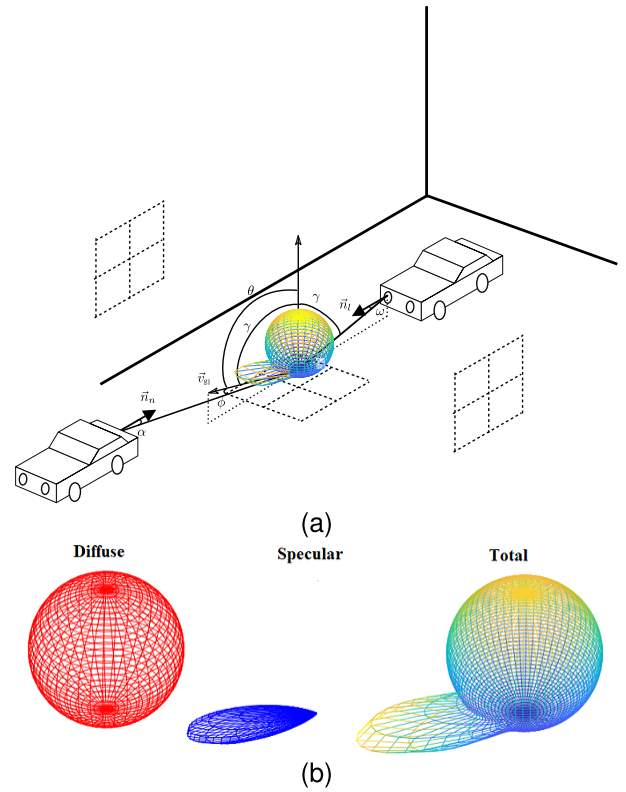 θ
γ
γ
n⃗ₗ
ω
v⃗gl
ϕ
n⃗ₙ
α
(a)
Diffuse
Specular
Total
(b)